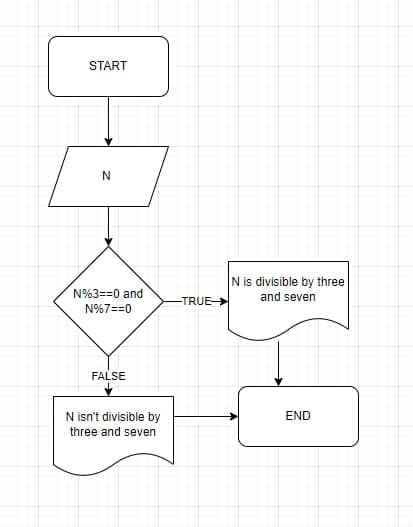 START
N
N%3==0 and
N%7==0
TRUE
N is divisible by three
and seven
FALSE
N isn't divisible by
three and seven
END